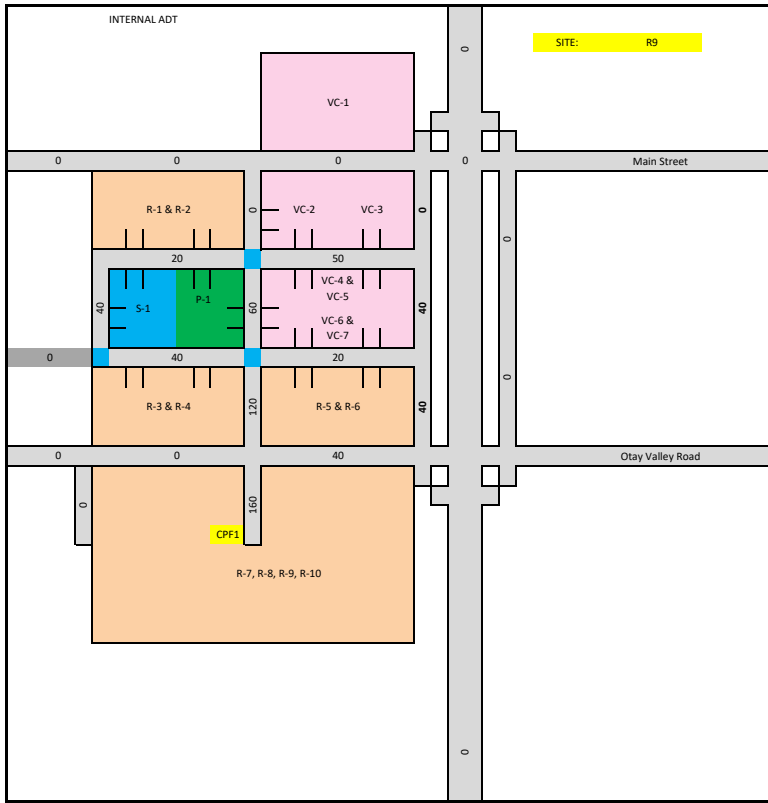 INTERNAL ADT
SITE: R9
0
VC-1
0 0 0 0 Main Street
R-1 & R-2
0
VC-2 VC-3
0
0
20 50
40
S-1
P-1
60
VC-4 &
VC-5
VC-6 &
VC-7
40
0 40 20
0
R-3 & R-4
120
R-5 & R-6
40
0 0 40 Otay Valley Road
0
160
CPF1
R-7, R-8, R-9, R-10
0